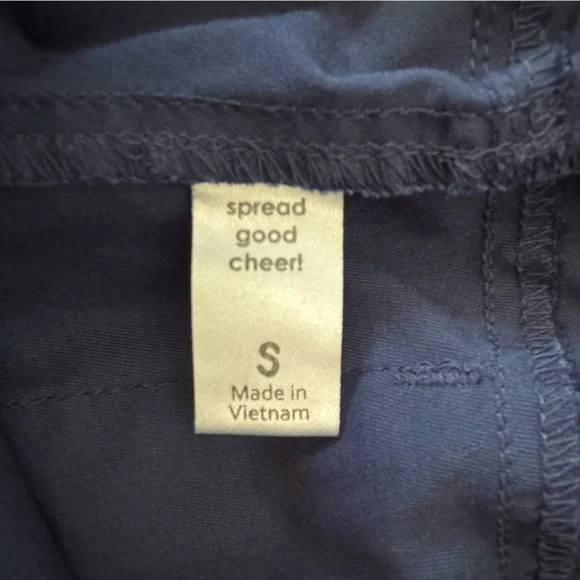 spread
good
cheer!
S
Made in
Vietnam